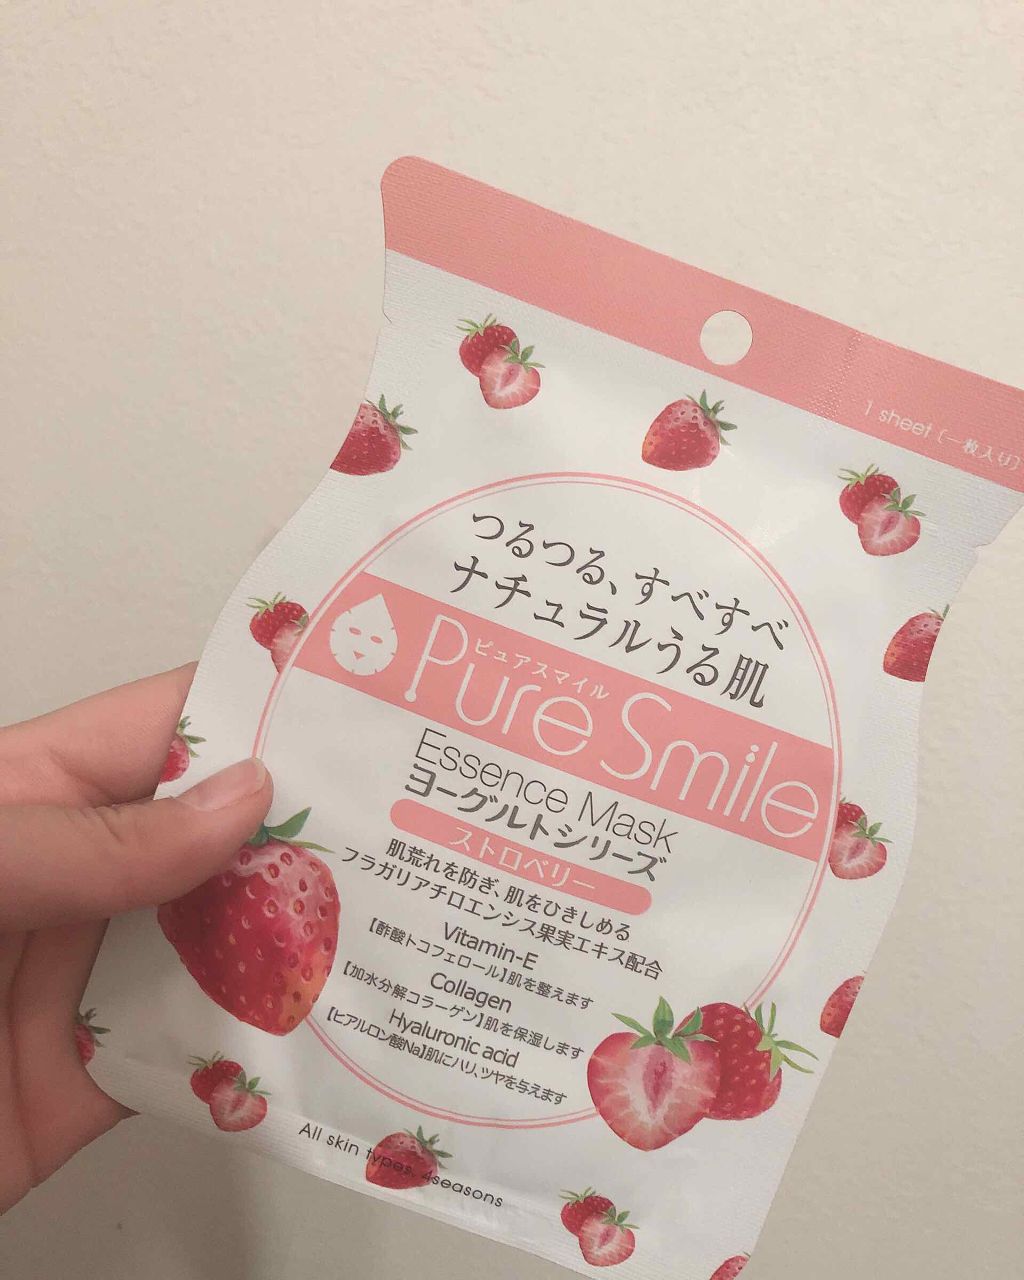 1 sheet [一枚入り]
つるつる、すべすべ
ナチュラルうる肌
ピュアスマイル
Pure Smile
Essence Mask
ヨーグルトシリーズ
ストロベリー
肌荒れを防ぎ、肌をひきしめる
フラガリアチロエンシス果実エキス配合
Vitamin-E
【酢酸トコフェロール】肌を整えます
Collagen
【加水分解コラーゲン】肌を保湿します
Hyaluronic acid
【ヒアルロン酸Na】肌にハリ、ツヤを与えます
All skin types. 4seasons